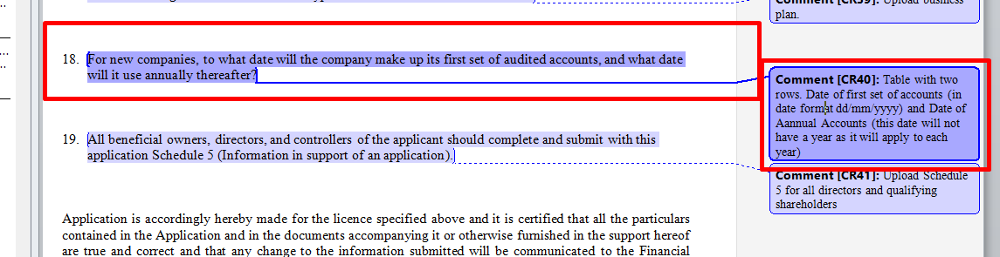 18. For new companies, to what date will the company make up its first set of audited accounts, and what date
will it use annually thereafter?
19. All beneficial owners, directors, and controllers of the applicant should complete and submit with this
application Schedule 5 (Information in support of an application).
Application is accordingly hereby made for the licence specified above and it is certified that all the particulars
contained in the Application and in the documents accompanying it or otherwise furnished in the support hereof
are true and correct and that any change to the information submitted will be communicated to the Financial
Comment [CR39]: Upload business
plan.
Comment [CR40]: Table with two
rows. Date of first set of accounts (in
date format dd/mm/yyyy) and Date of
Aannual Accounts (this date will not
have a year as it will apply to each
year)
Comment [CR41]: Upload Schedule
5 for all directors and qualifying
shareholders